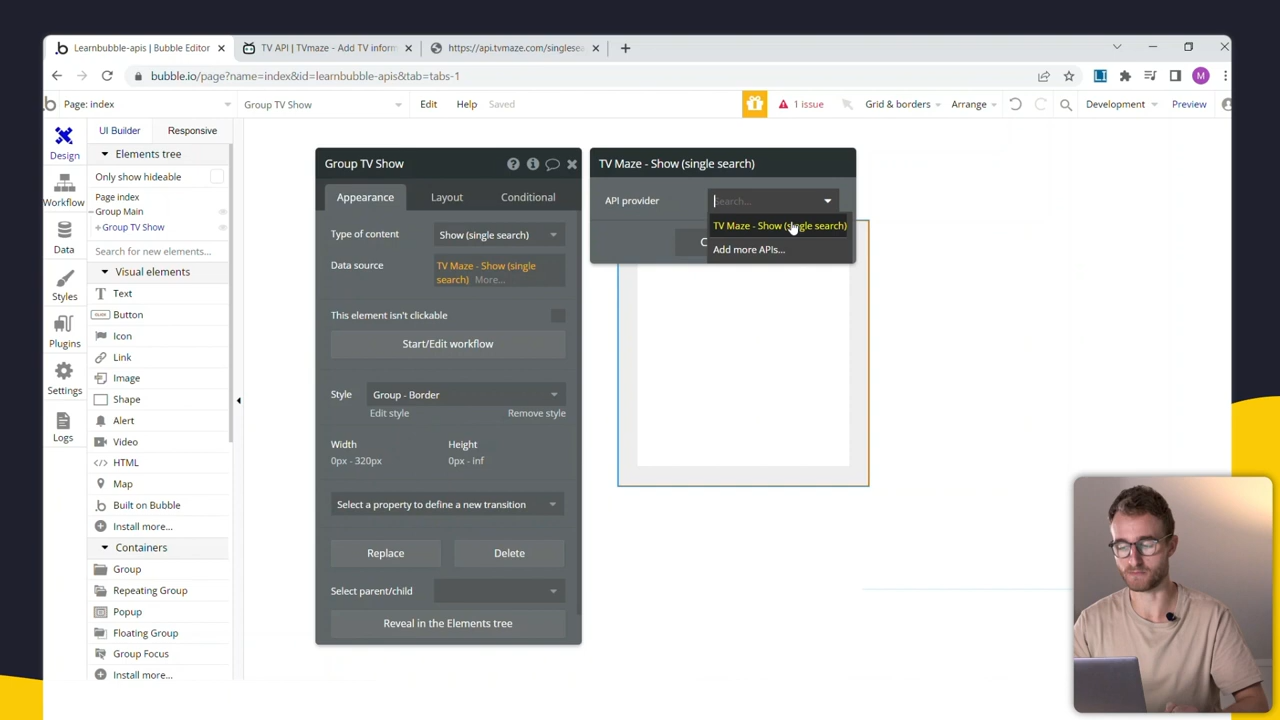 Learnbubble-apis | Bubble Editor
TV API | TVmaze - Add TV inform
https://api.tvmaze.com/singlesea
bubble.io/page?name=index&id=learnbubble-apis&tab=tabs-1
M
Page: index
Group TV Show
Edit
Help
Saved
1 issue
Grid & borders
Arrange
Development
Preview
Design
Workflow
Data
Styles
Plugins
Settings
Logs
UI Builder
Responsive
Elements tree
Only show hideable
Page index
Group Main
Group TV Show
Search for new elements...
Visual elements
Text
CLICK Button
Icon
Link
Image
Shape
Alert
Video
</> HTML
Map
Built on Bubble
Install more...
Containers
Group
Repeating Group
Popup
Floating Group
Group Focus
Install more...
Group TV Show
Appearance
Layout
Conditional
Type of content
Show (single search)
Data source
TV Maze - Show (single
search) More...
This element isn't clickable
Start/Edit workflow
Style
Group - Border
Edit style
Remove style
Width
Height
0px - 320px
0px - inf
Select a property to define a new transition
Replace
Delete
Select parent/child
Reveal in the Elements tree
TV Maze - Show (single search)
API provider
Search...
TV Maze - Show (single search)
Add more APIs...
C